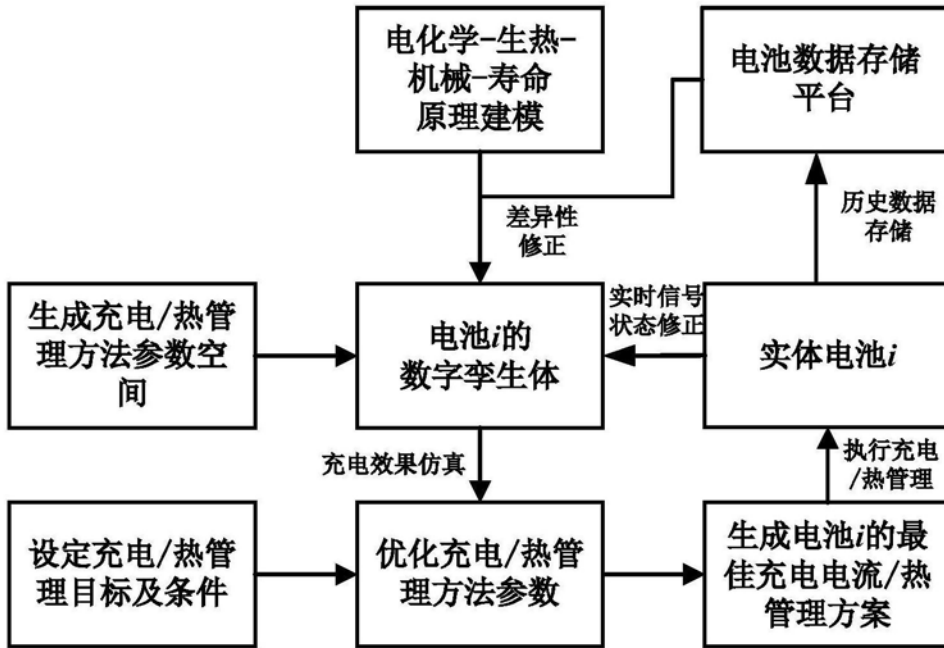 电化学-生热-
机械-寿命
原理建模
电池数据存储
平台
差异性
修正
历史数据
存储
生成充电/热管
理方法参数空
间
电池i的
数字孪生体
实时信号
状态修正
实体电池i
充电效果仿真
执行充电
/热管理
设定充电/热管
理目标及条件
优化充电/热管
理方法参数
生成电池i的最
佳充电电流/热
管理方案